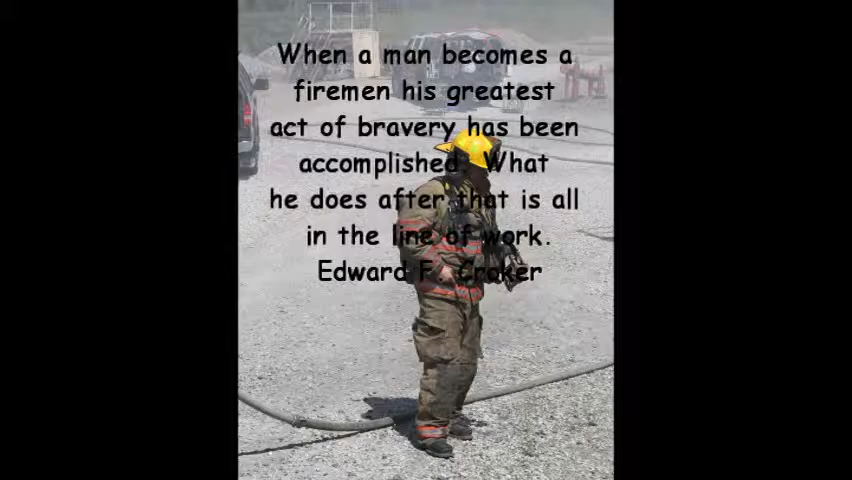 When a man becomes a
firemen his greatest
act of bravery has been
accomplished. What
he does after that is all
in the line of work.
Edward F. Croker